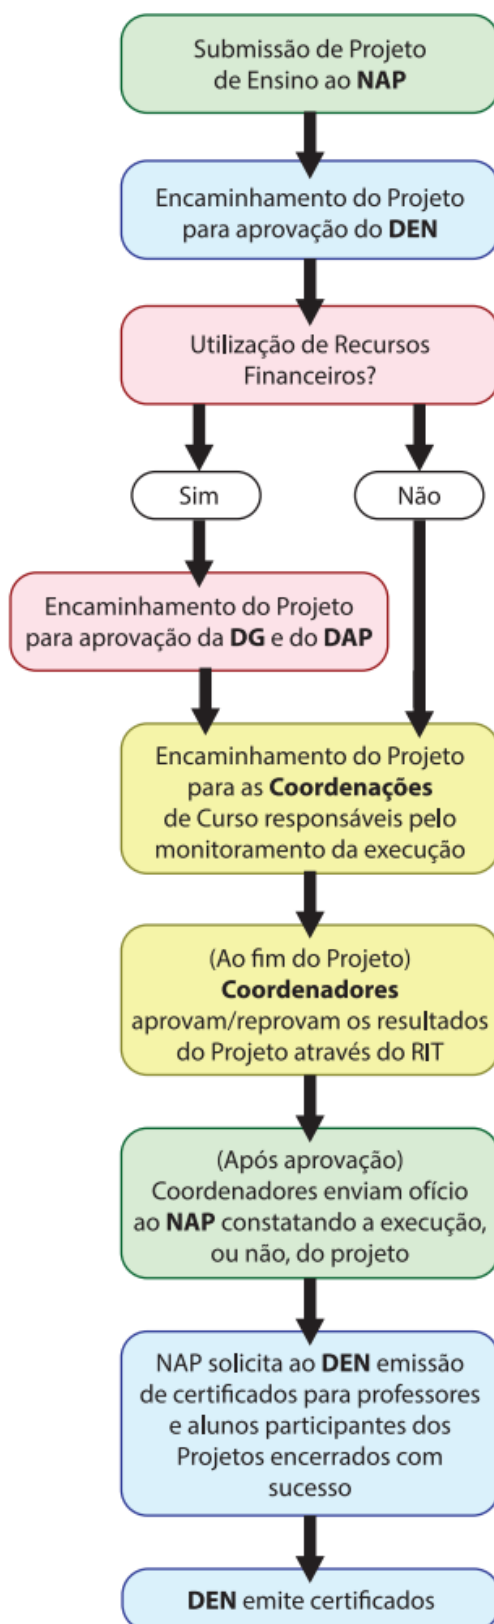 Submissão de Projeto
de Ensino ao NAP
Encaminhamento do Projeto
para aprovação do DEN
Utilização de Recursos
Financeiros?
Sim
Não
Encaminhamento do Projeto
para aprovação da DG e do DAP
Encaminhamento do Projeto
para as Coordenações
de Curso responsáveis pelo
monitoramento da execução
(Ao fim do Projeto)
Coordenadores
aprovam/reprovam os resultados
do Projeto através do RIT
(Após aprovação)
Coordenadores enviam ofício
ao NAP constatando a execução,
ou não, do projeto
NAP solicita ao DEN emissão
de certificados para professores
e alunos participantes dos
Projetos encerrados com
sucesso
DEN emite certificados